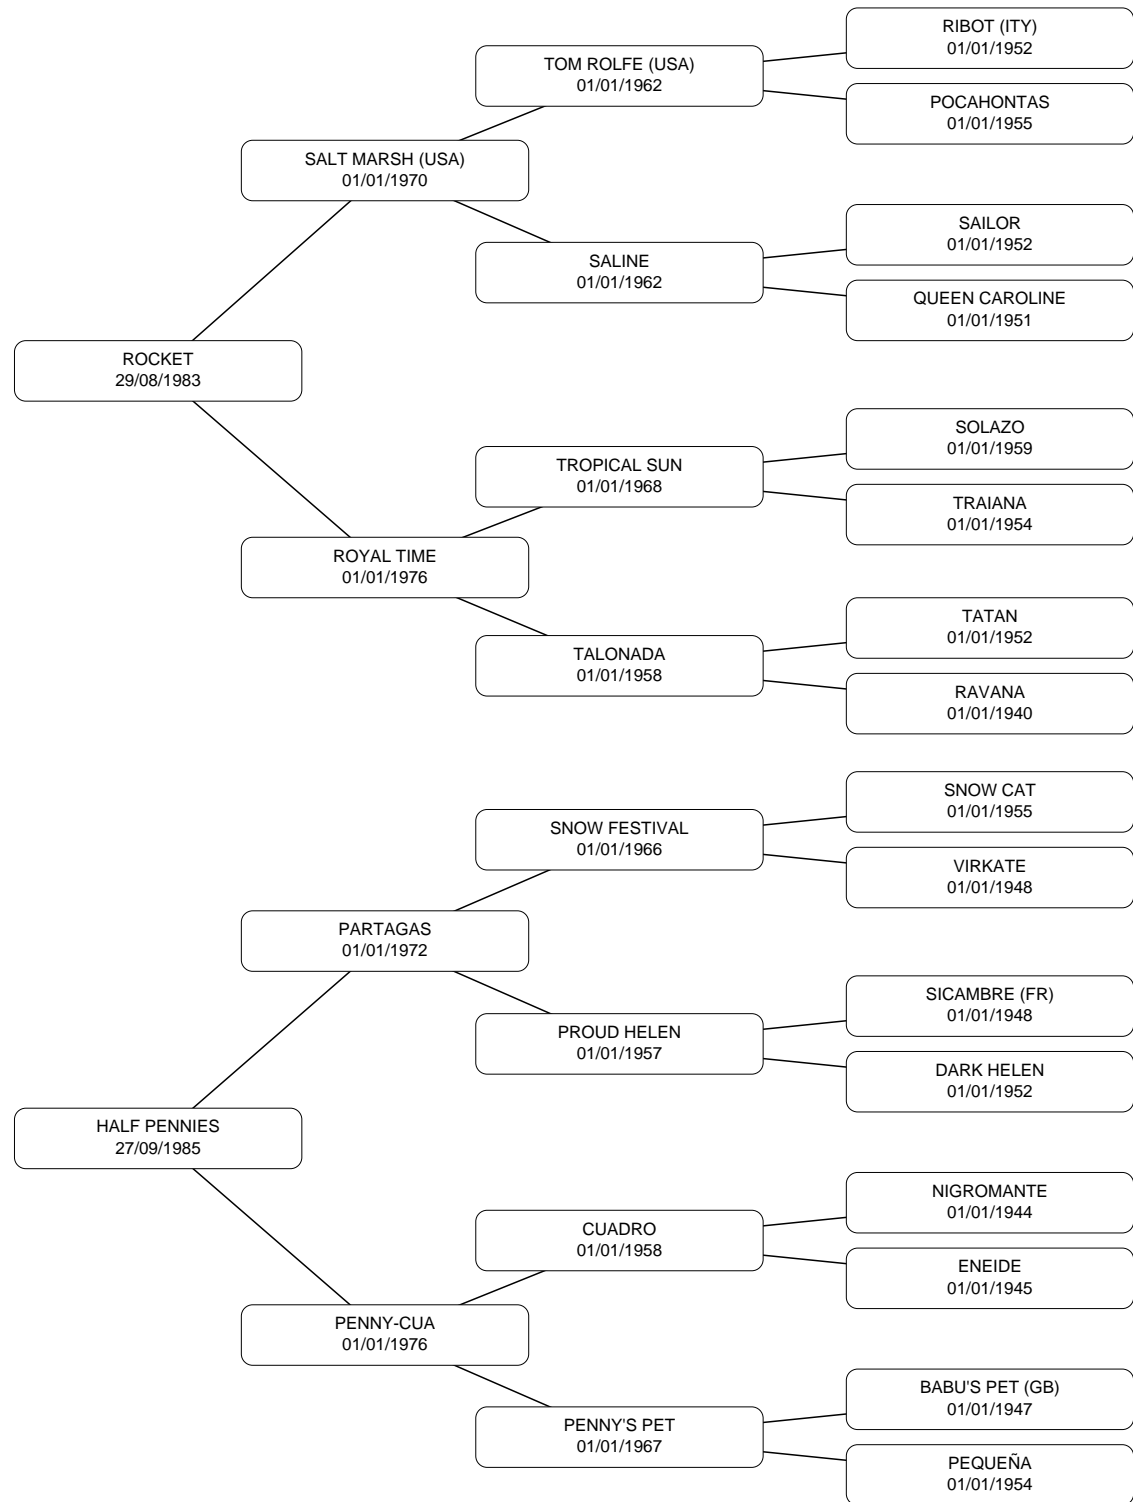 RIBOT (ITY)
01/01/1952
TOM ROLFE (USA)
01/01/1962
POCAHONTAS
01/01/1955
SALT MARSH (USA)
01/01/1970
SAILOR
01/01/1952
SALINE
01/01/1962
QUEEN CAROLINE
01/01/1951
ROCKET
29/08/1983
SOLAZO
01/01/1959
TROPICAL SUN
01/01/1968
TRAIANA
01/01/1954
ROYAL TIME
01/01/1976
TATAN
01/01/1952
TALONADA
01/01/1958
RAVANA
01/01/1940
SNOW CAT
01/01/1955
SNOW FESTIVAL
01/01/1966
VIRKATE
01/01/1948
PARTAGAS
01/01/1972
SICAMBRE (FR)
01/01/1948
PROUD HELEN
01/01/1957
DARK HELEN
01/01/1952
HALF PENNIES
27/09/1985
NIGROMANTE
01/01/1944
CUADRO
01/01/1958
ENEIDE
01/01/1945
PENNY-CUA
01/01/1976
BABU'S PET (GB)
01/01/1947
PENNY'S PET
01/01/1967
PEQUEÑA
01/01/1954